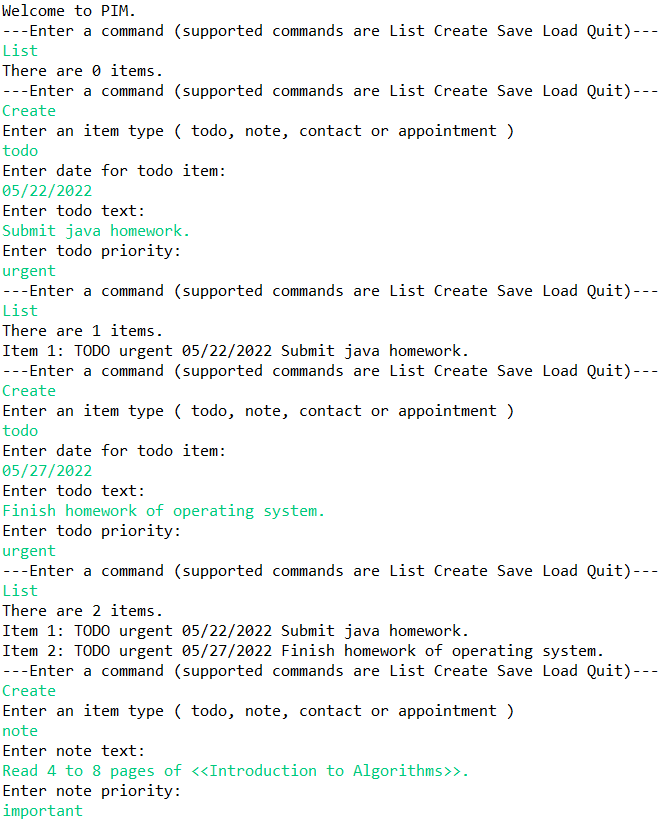 Welcome to PIM.
---Enter a command (supported commands are List Create Save Load Quit)---
List
There are 0 items.
---Enter a command (supported commands are List Create Save Load Quit)---
Create
Enter an item type ( todo, note, contact or appointment )
todo
Enter date for todo item:
05/22/2022
Enter todo text:
Submit java homework.
Enter todo priority:
urgent
---Enter a command (supported commands are List Create Save Load Quit)---
List
There are 1 items.
Item 1: TODO urgent 05/22/2022 Submit java homework.
---Enter a command (supported commands are List Create Save Load Quit)---
Create
Enter an item type ( todo, note, contact or appointment )
todo
Enter date for todo item:
05/27/2022
Enter todo text:
Finish homework of operating system.
Enter todo priority:
urgent
---Enter a command (supported commands are List Create Save Load Quit)---
List
There are 2 items.
Item 1: TODO urgent 05/22/2022 Submit java homework.
Item 2: TODO urgent 05/27/2022 Finish homework of operating system.
---Enter a command (supported commands are List Create Save Load Quit)---
Create
Enter an item type ( todo, note, contact or appointment )
note
Enter note text:
Read 4 to 8 pages of <<Introduction to Algorithms>>.
Enter note priority:
important